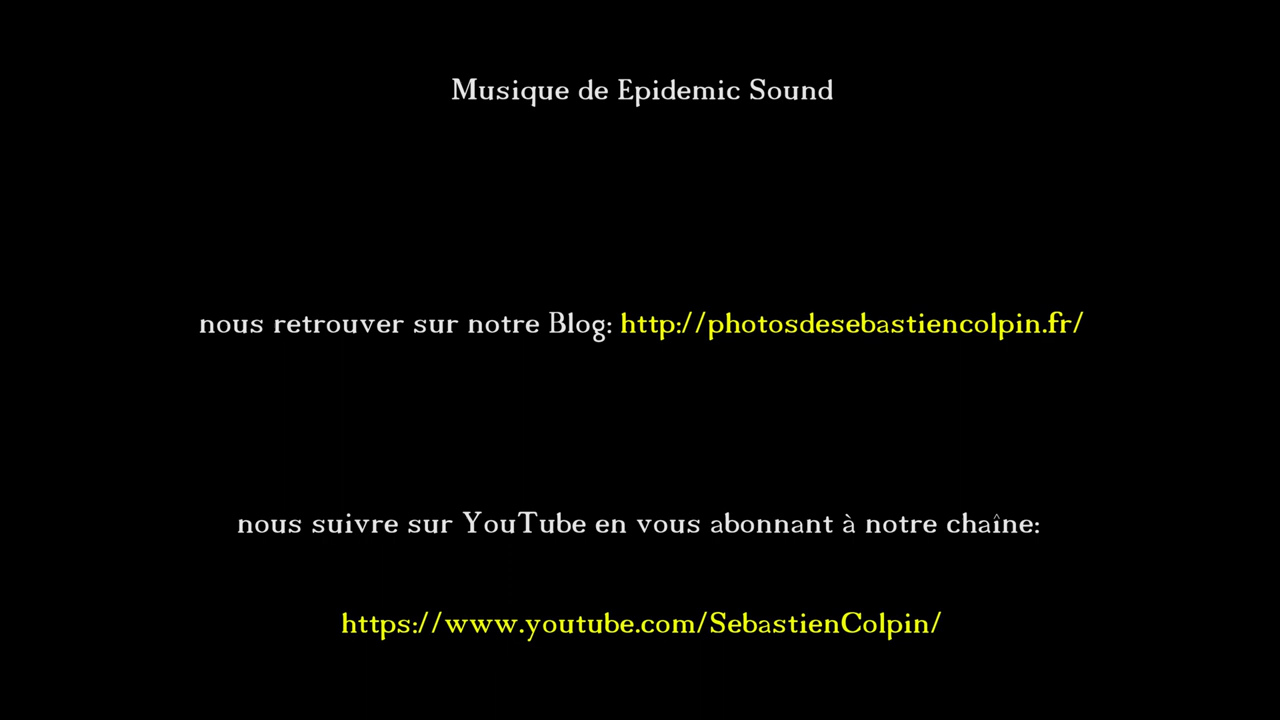 Musique de Epidemic Sound
nous retrouver sur notre Blog: http://photosdesebastiencolpin.fr/
nous suivre sur YouTube en vous abonnant à notre chaîne:
https://www.youtube.com/SebastienColpin/